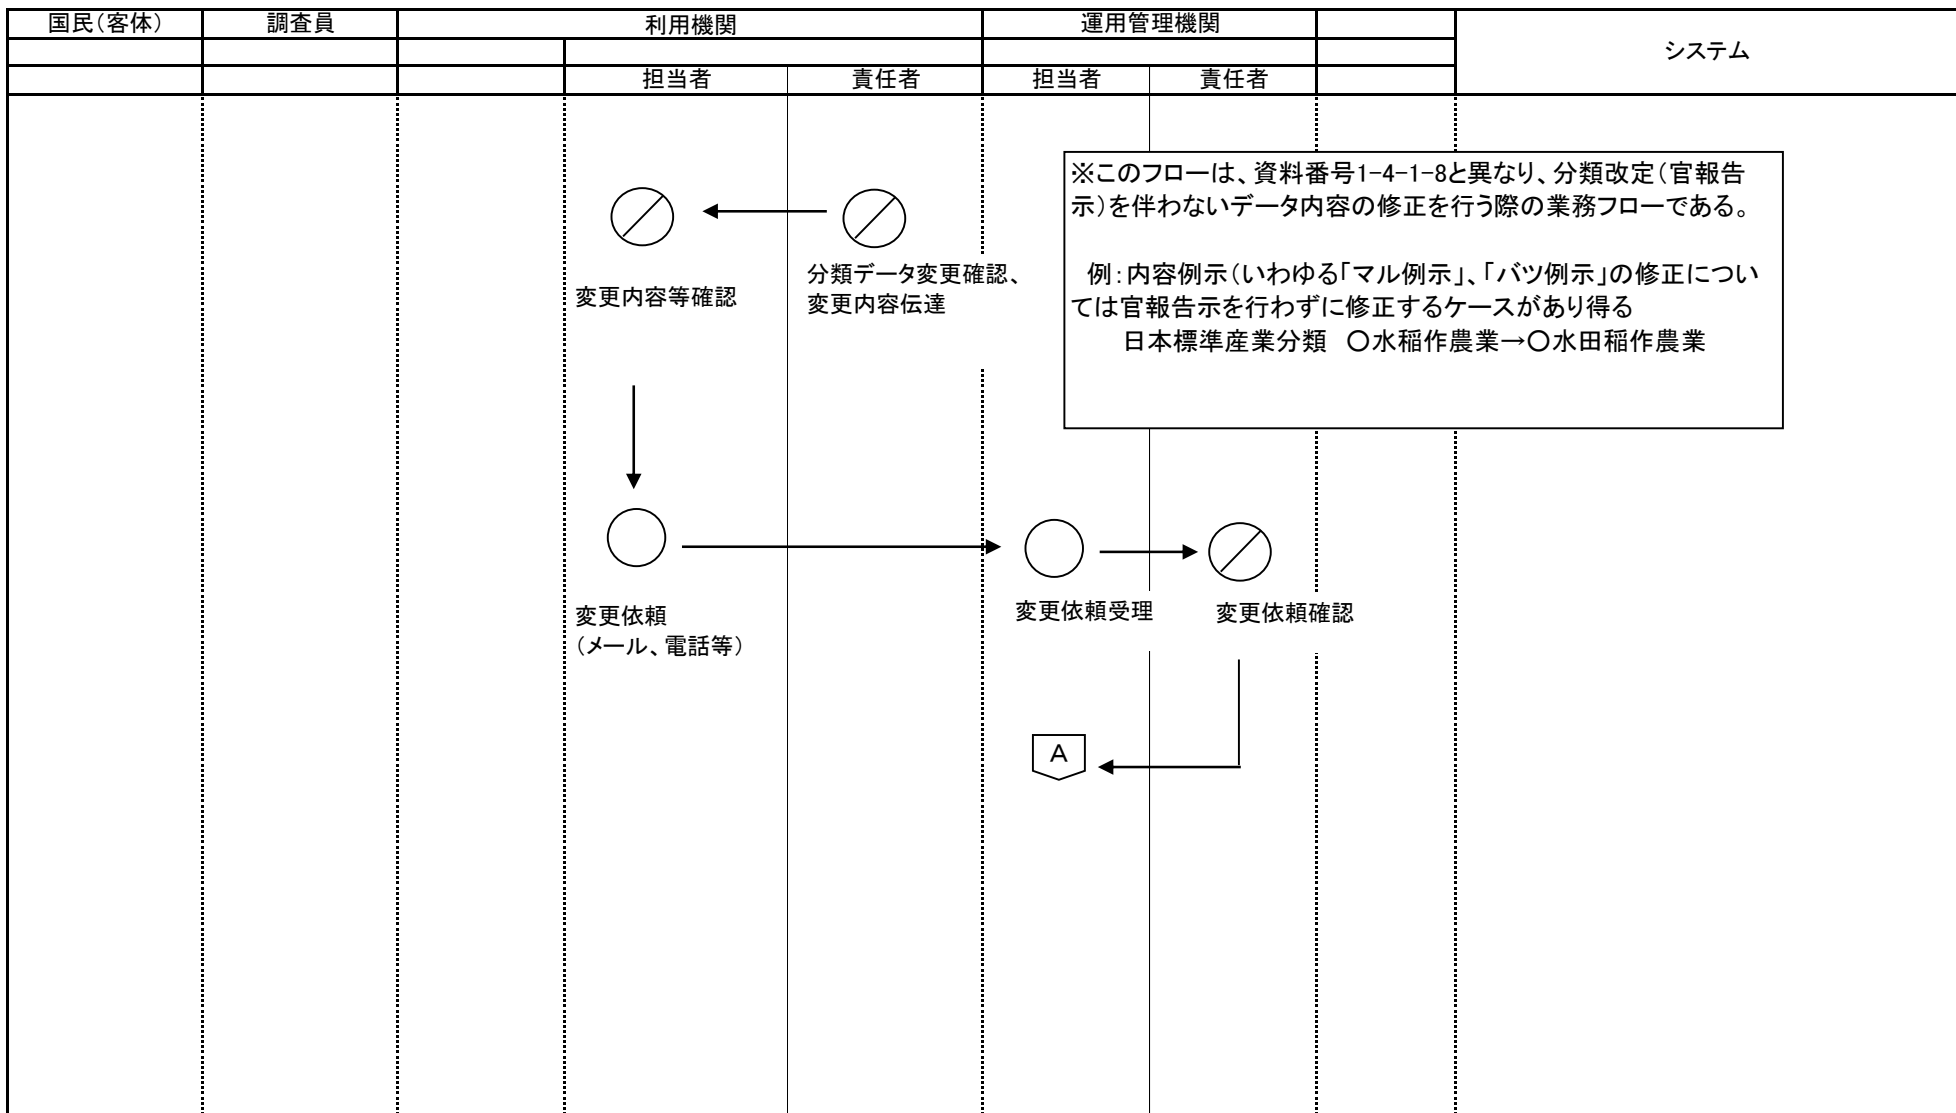 国民(客体)
調査員
利用機関
運用管理機関
システム
担当者
責任者
担当者
責任者
※このフローは、資料番号1-4-1-8と異なり、分類改定(官報告
示)を伴わないデータ内容の修正を行う際の業務フローである。
例:内容例示(いわゆる「マル例示」、「バツ例示」の修正につい
ては官報告示を行わずに修正するケースがあり得る
日本標準産業分類 〇水稲作農業→〇水田稲作農業
分類データ変更確認、
変更内容伝達
変更内容等確認
変更依頼
(メール、電話等)
変更依頼受理
変更依頼確認
A